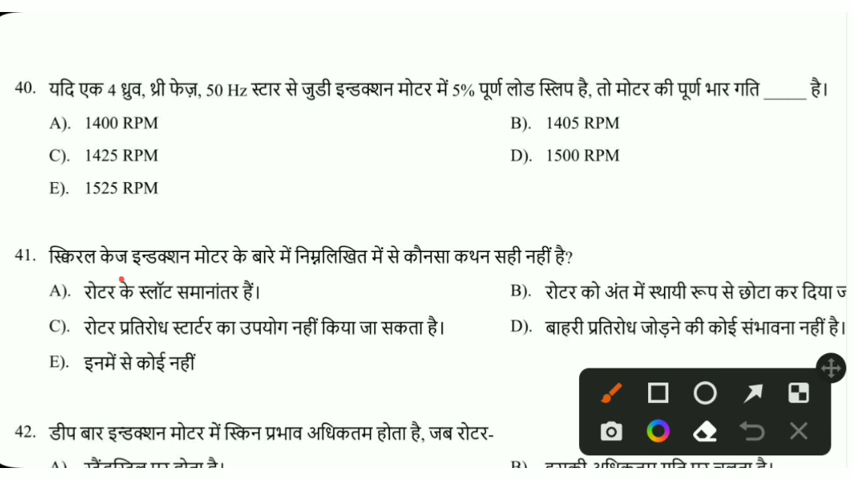 40. यदि एक 4 ध्रुव, थ्री फेज़, 50 Hz स्टार से जुडी इन्डक्शन मोटर में 5% पूर्ण लोड स्लिप है, तो मोटर की पूर्ण भार गति _____ है।
A). 1400 RPM B). 1405 RPM
C). 1425 RPM D). 1500 RPM
E). 1525 RPM
41. स्क्विरल केज इन्डक्शन मोटर के बारे में निम्नलिखित में से कौनसा कथन सही नहीं है?
A). रोटर के स्लॉट समानांतर हैं। B). रोटर को अंत में स्थायी रूप से छोटा कर दिया
C). रोटर प्रतिरोध स्टार्टर का उपयोग नहीं किया जा सकता है। D). बाहरी प्रतिरोध जोड़ने की कोई संभावना नहीं है।
E). इनमें से कोई नहीं
42. डीप बार इन्डक्शन मोटर में स्किन प्रभाव अधिकतम होता है, जब रोटर-